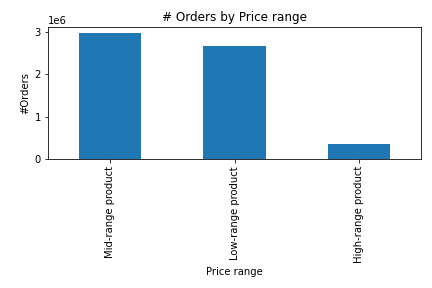 # Orders by Price range
1e6
3
2
1
0
#Orders
Mid-range product
Low-range product
High-range product
Price range